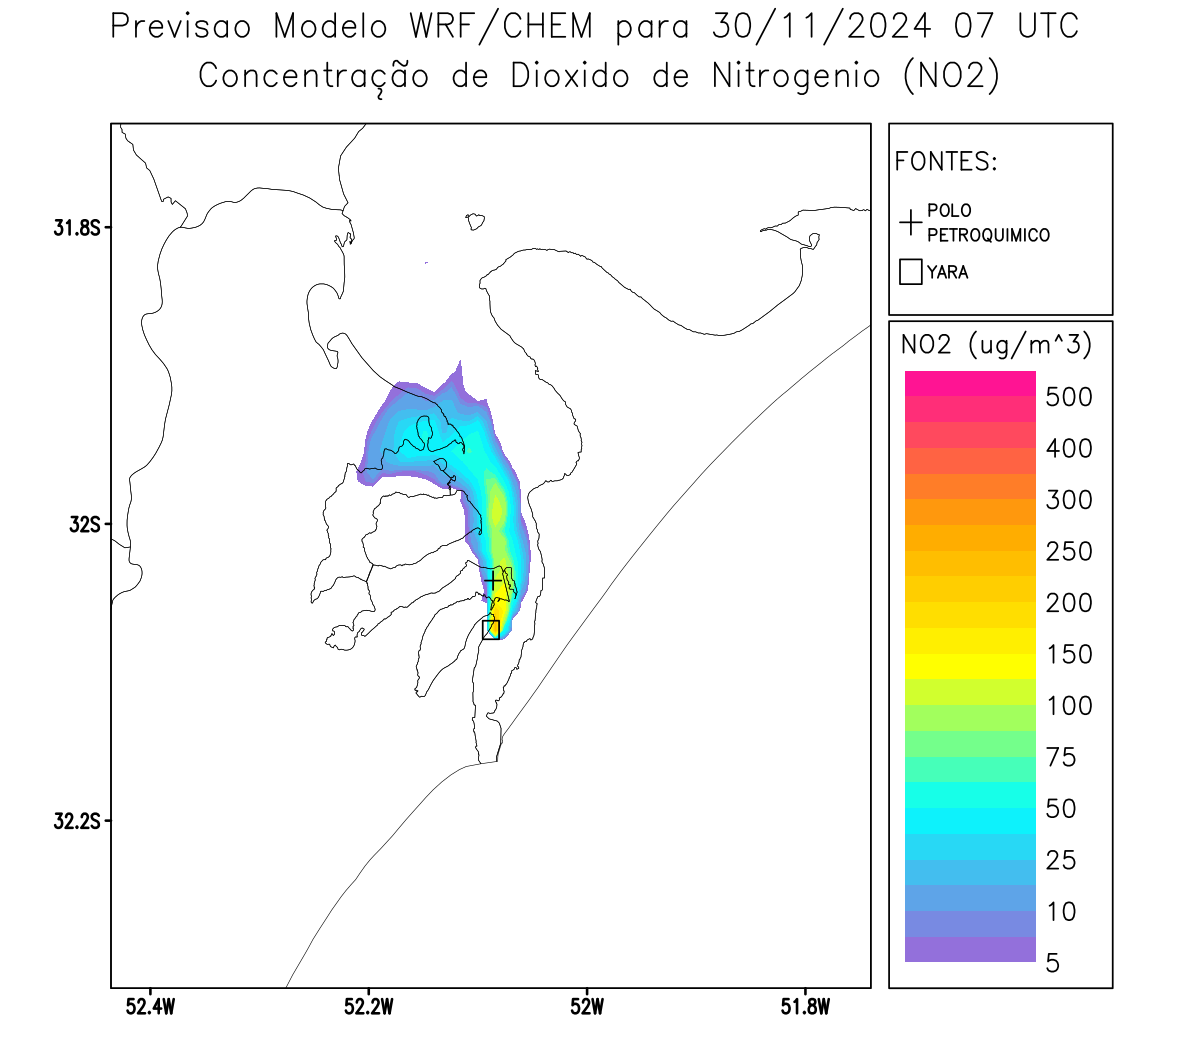 Previsao Modelo WRF/CHEM para 30/11/2024 07 UTC
Concentração de Dioxido de Nitrogenio (NO2)
FONTES:
POLO
PETROQUIMICO
YARA
31.8S
32S
32.2S
52.4W
52.2W
52W
51.8W
NO2 (ug/m^3)
500
400
300
250
200
150
100
75
50
25
10
5